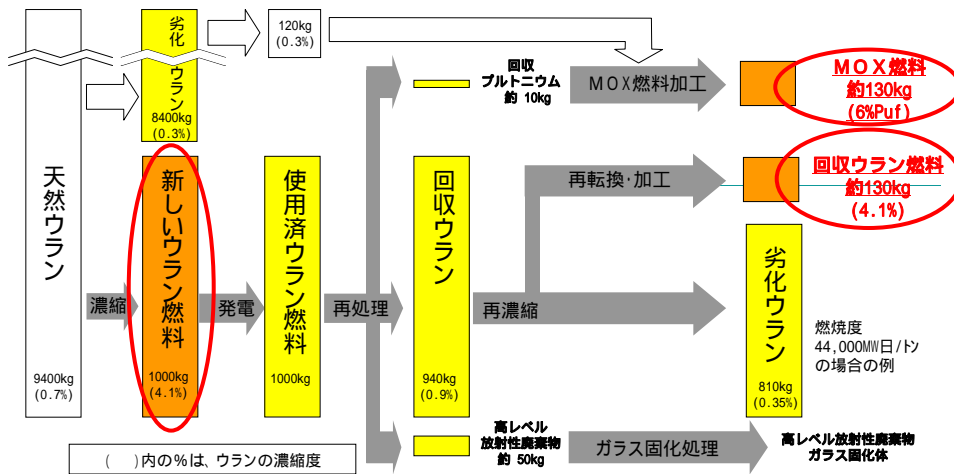 劣化
ウラン
8400kg
(0.3%)
120kg
(0.3%)
回収
プルトニウム
約 10kg
ＭＯＸ燃料加工
ＭＯＸ燃料
約130kg
(6%Puf)
天然ウラン
9400kg
(0.7%)
濃縮
新しいウラン燃料
1000kg
(4.1%)
発電
使用済ウラン燃料
1000kg
再処理
回収ウラン
940kg
(0.9%)
再転換･加工
回収ウラン燃料
約130kg
(4.1%)
再濃縮
劣化ウラン
810kg
(0.35%)
燃焼度
44,000MW日/トン
の場合の例
高レベル
放射性廃棄物
約 50kg
ガラス固化処理
高レベル放射性廃棄物
ガラス固化体
(　　)内の%は、ウランの濃縮度